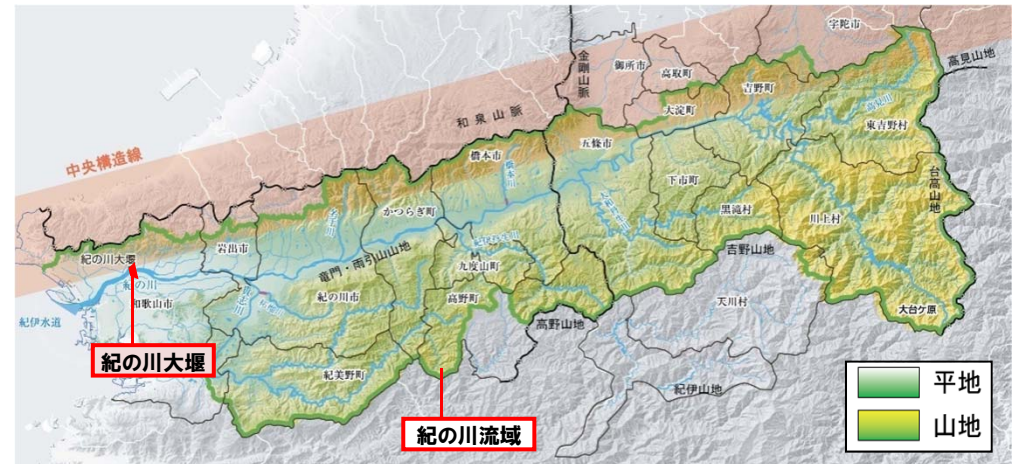 宇陀市
高見山地
金剛山脈
御所市
高取町
吉野町
高見川
大淀町
東吉野村
和泉山脈
中央構造線
橋本市
橋本川
五條市
台高山地
下市町
かつらぎ町
黒滝村
川上村
岩出市
紀の川大堰
竜門・雨引山山地
九度山町
吉野山地
紀の川
紀の川市
高野町
天川村
和歌山市
大台ケ原
紀伊水道
高野山地
紀の川大堰
紀美野町
紀伊山地
平地
山地
紀の川流域